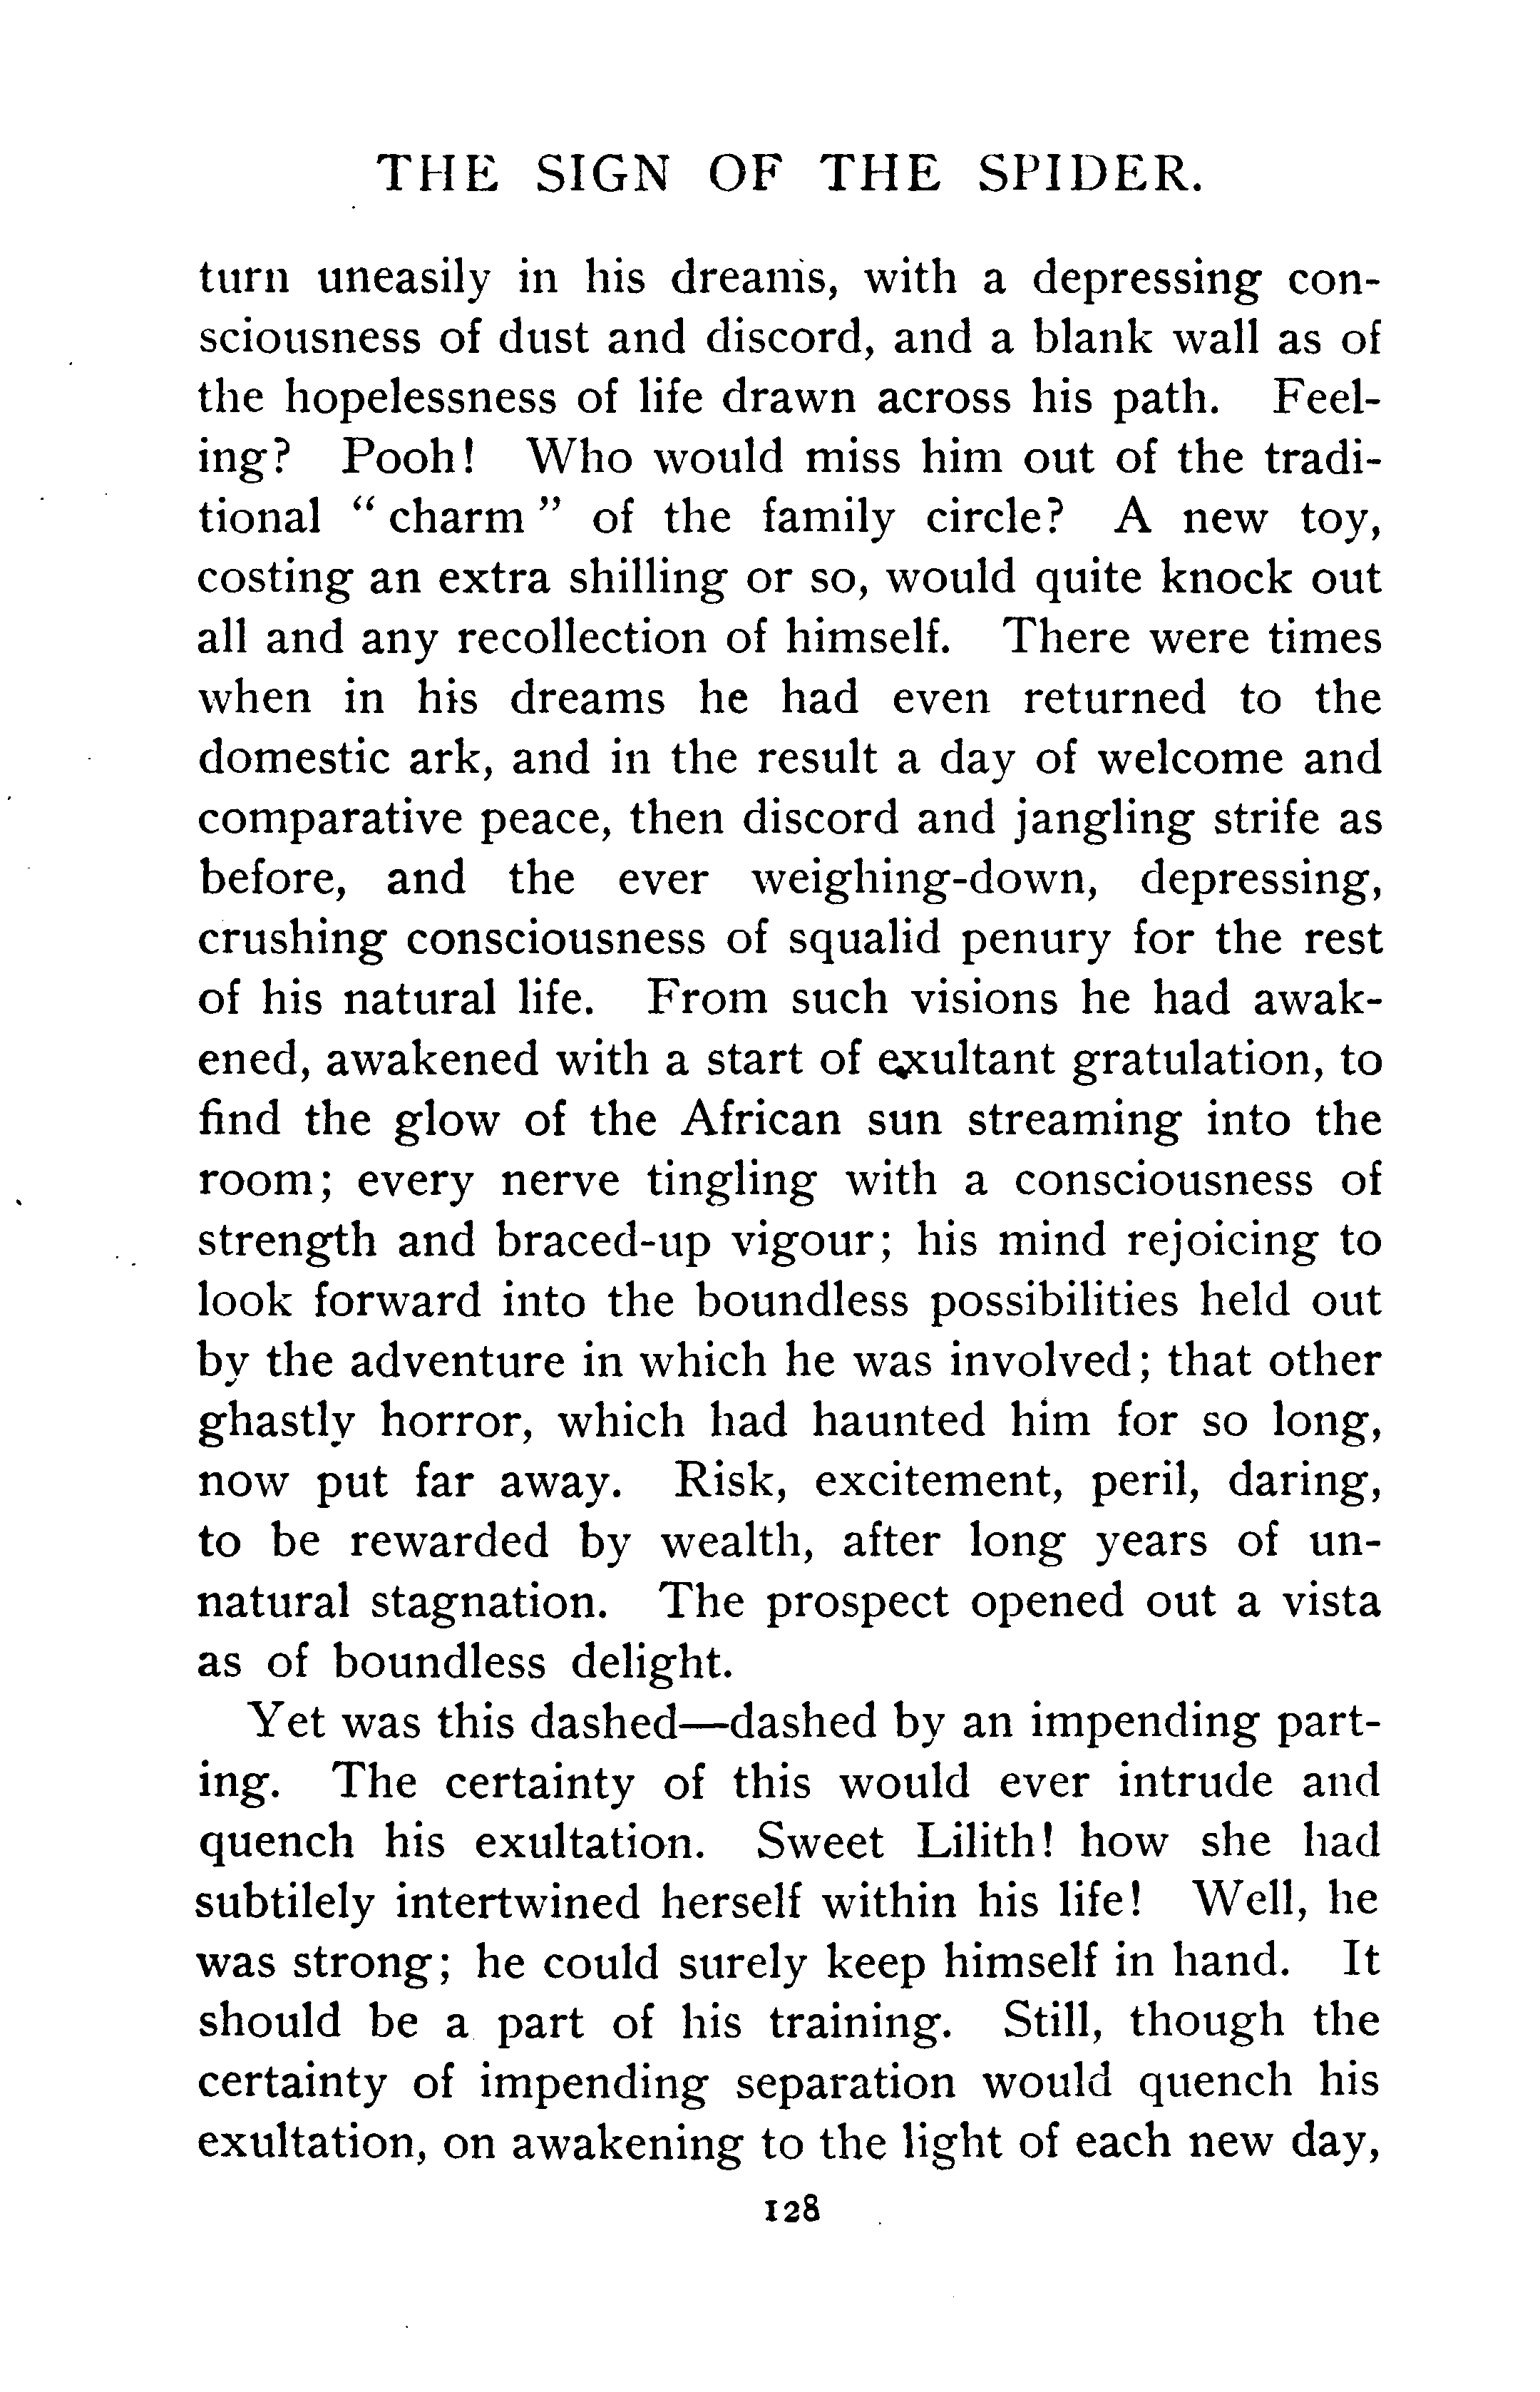 THE SIGN OF THE SPIDER.
turn uneasily in his dreams, with a depressing con-
sciousness of dust and discord, and a blank wall as of
the hopelessness of life drawn across his path. Feel-
ing? Pooh! Who would miss him out of the tradi-
tional "charm" of the family circle? A new toy,
costing an extra shilling or so, would quite knock out
all and any recollection of himself. There were times
when in his dreams he had even returned to the
domestic ark, and in the result a day of welcome and
comparative peace, then discord and jangling strife as
before, and the ever weighing-down, depressing,
crushing consciousness of squalid penury for the rest
of his natural life. From such visions he had awak-
ened, awakened with a start of exultant gratulation, to
find the glow of the African sun streaming into the
room; every nerve tingling with a consciousness of
strength and braced-up vigour; his mind rejoicing to
look forward into the boundless possibilities held out
by the adventure in which he was involved; that other
ghastly horror, which had haunted him for so long,
now put far away. Risk, excitement, peril, daring,
to be rewarded by wealth, after long years of un-
natural stagnation. The prospect opened out a vista
as of boundless delight.
Yet was this dashed—dashed by an impending part-
ing. The certainty of this would ever intrude and
quench his exultation. Sweet Lilith! how she had
subtilely intertwined herself within his life! Well, he
was strong; he could surely keep himself in hand. It
should be a part of his training. Still, though the
certainty of impending separation would quench his
exultation, on awakening to the light of each new day,
128